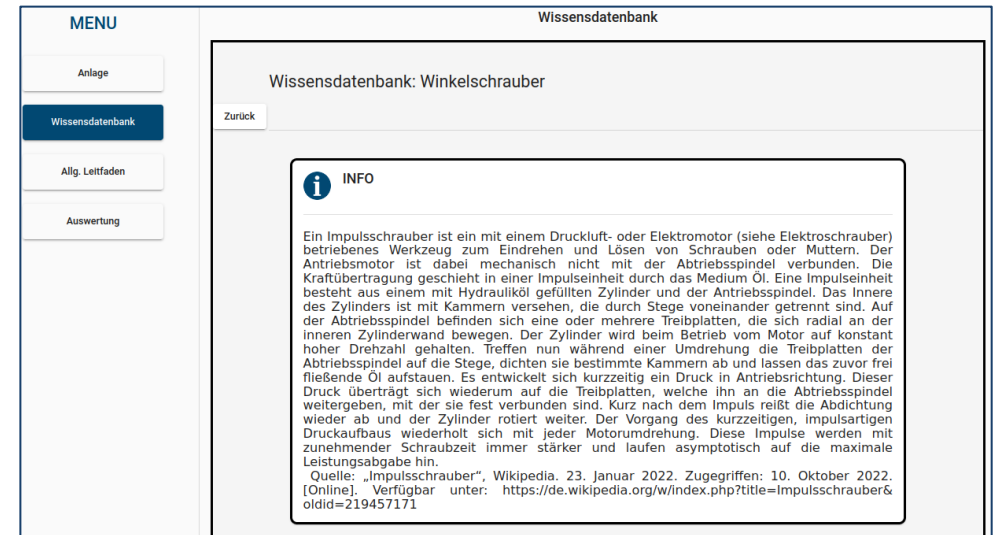 MENU
Wissensdatenbank
Anlage
Wissensdatenbank
Allg. Leitfaden
Auswertung
Wissensdatenbank: Winkelschrauber
Zurück
INFO
Ein Impulsschrauber ist ein mit einem Druckluft- oder Elektromotor (siehe Elektroschrauber)
betriebenes Werkzeug zum Eindrehen und Lösen von Schrauben oder Muttern. Der
Antriebsmotor ist dabei mechanisch nicht mit der Abtriebsspindel verbunden. Die
Kraftübertragung geschieht in einer Impulseinheit durch das Medium Öl. Eine Impulseinheit
besteht aus einem mit Hydrauliköl gefüllten Zylinder und der Antriebsspindel. Das Innere
des Zylinders ist mit Kammern versehen, die durch Stege voneinander getrennt sind. Auf
der Abtriebsspindel befinden sich eine oder mehrere Treibplatten, die sich radial an der
inneren Zylinderwand bewegen. Der Zylinder wird beim Betrieb vom Motor auf konstant
hoher Drehzahl gehalten. Treffen nun während einer Umdrehung die Treibplatten der
Abtriebsspindel auf die Stege, dichten sie bestimmte Kammern ab und lassen das zuvor frei
fließende Öl aufstauen. Es entwickelt sich kurzzeitig ein Druck in Antriebsrichtung. Dieser
Druck überträgt sich wiederum auf die Treibplatten, welche ihn an die Abtriebsspindel
weitergeben, mit der sie fest verbunden sind. Kurz nach dem Impuls reißt die Abdichtung
wieder ab und der Zylinder rotiert weiter. Der Vorgang des kurzzeitigen, impulsartigen
Druckaufbaus wiederholt sich mit jeder Motorumdrehung. Diese Impulse werden mit
zunehmender Schraubzeit immer stärker und laufen asymptotisch auf die maximale
Leistungsabgabe hin.
Quelle: „Impulsschrauber“, Wikipedia. 23. Januar 2022. Zugegriffen: 10. Oktober 2022.
[Online]. Verfügbar unter: https://de.wikipedia.org/w/index.php?title=Impulsschrauber&
oldid=219457171